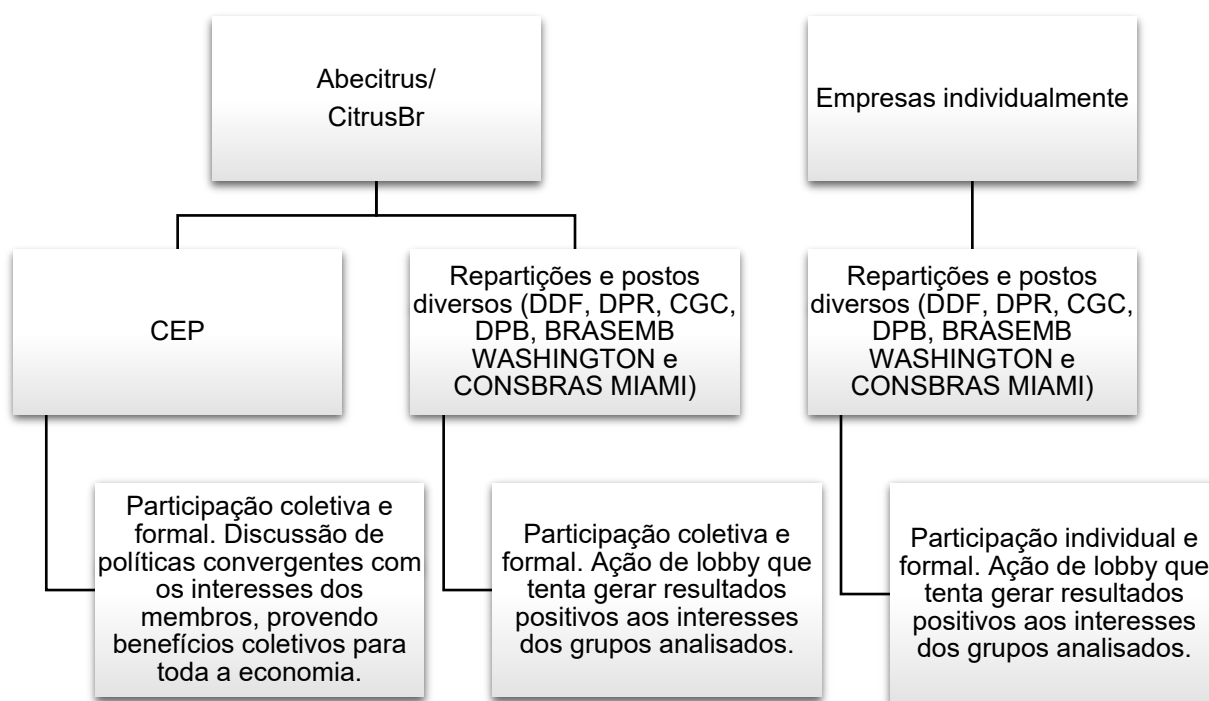 Abecitrus/
CitrusBr
Empresas individualmente
CEP
Repartições e postos
diversos (DDF, DPR, CGC,
DPB, BRASEMB
WASHINGTON e
CONSBRAS MIAMI)
Repartições e postos
diversos (DDF, DPR, CGC,
DPB, BRASEMB
WASHINGTON e
CONSBRAS MIAMI)
Participação coletiva e
formal. Discussão de
políticas convergentes com
os interesses dos
membros, provendo
benefícios coletivos para
toda a economia.
Participação coletiva e
formal. Ação de lobby que
tenta gerar resultados
positivos aos interesses
dos grupos analisados.
Participação individual e
formal. Ação de lobby que
tenta gerar resultados
positivos aos interesses
dos grupos analisados.